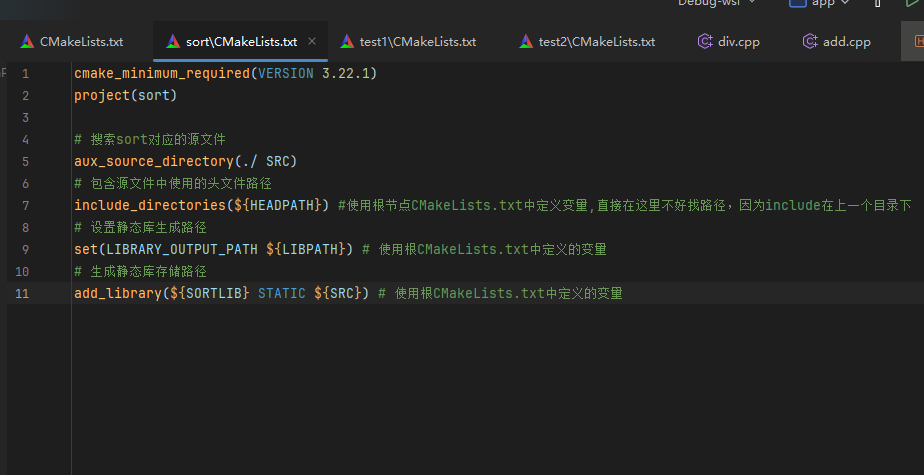 Debug-wsl
app
CMakeLists.txt
sort\CMakeLists.txt
test1\CMakeLists.txt
test2\CMakeLists.txt
div.cpp
add.cpp
1 cmake_minimum_required(VERSION 3.22.1)
2 project(sort)
3
4 # 搜索sort对应的源文件
5 aux_source_directory(./ SRC)
6 # 包含源文件中使用的头文件路径
7 include_directories(${HEADPATH}) #使用根节点CMakeLists.txt中定义变量,直接在这里不好找路径，因为include在上一个目录下
8 # 设置静态库生成路径
9 set(LIBRARY_OUTPUT_PATH ${LIBPATH}) # 使用根CMakeLists.txt中定义的变量
10 # 生成静态库存储路径
11 add_library(${SORTLIB} STATIC ${SRC}) # 使用根CMakeLists.txt中定义的变量